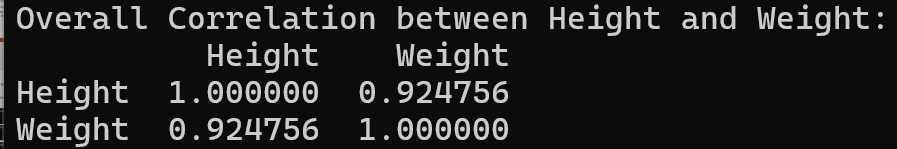 Overall Correlation between Height and Weight:
          Height    Weight
Height  1.000000  0.924756
Weight  0.924756  1.000000